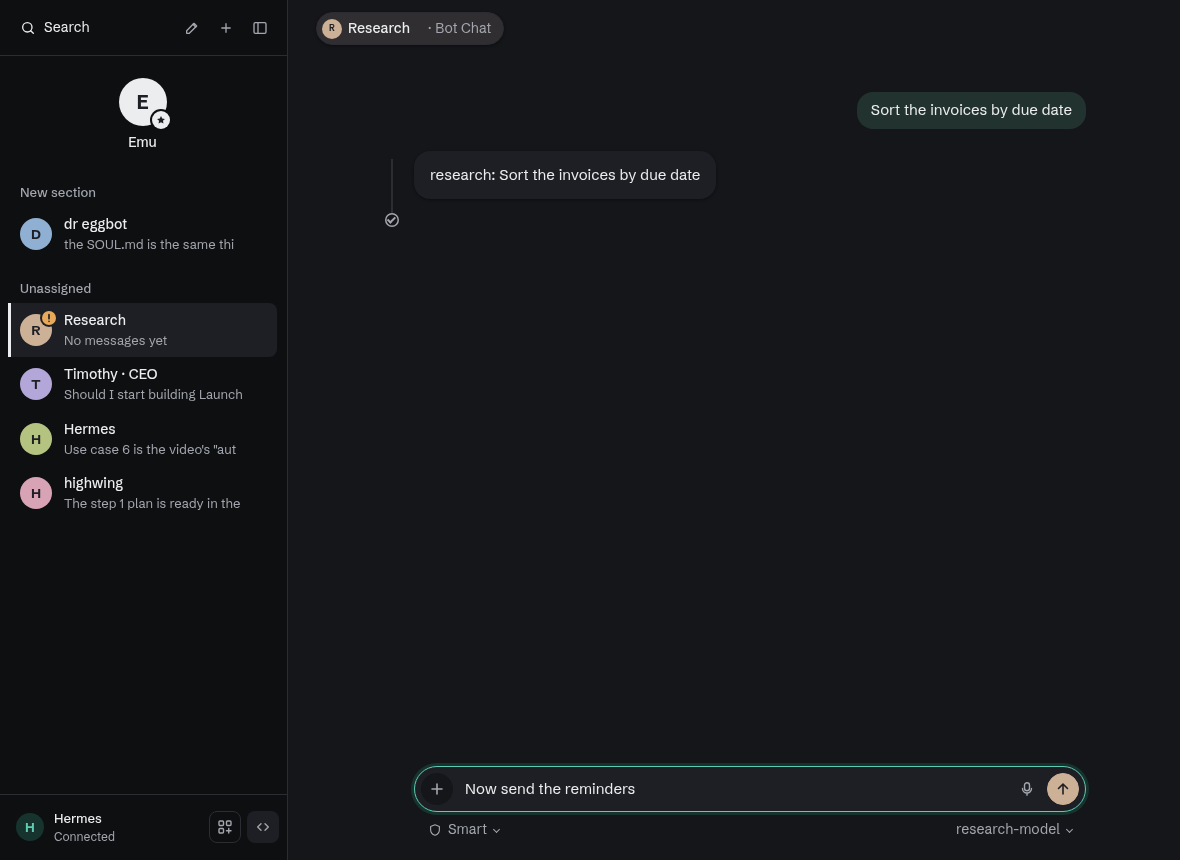 Search
E
Emu
New section
D
dr eggbot
the SOUL.md is the same thi
Unassigned
R
!
Research
No messages yet
T
Timothy · CEO
Should I start building Launch
H
Hermes
Use case 6 is the video's "aut
H
highwing
The step 1 plan is ready in the
H
Hermes
Connected
R
Research · Bot Chat
Sort the invoices by due date
research: Sort the invoices by due date
Now send the reminders
Smart
research-model